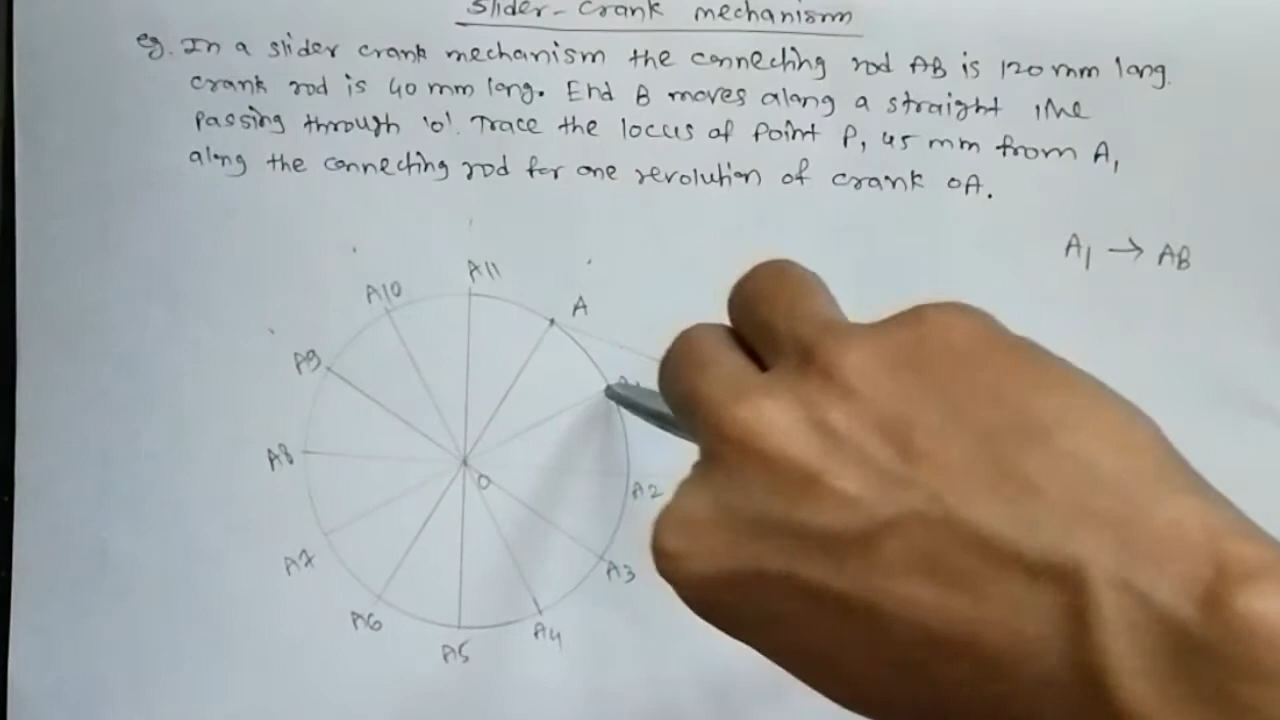 Slider-Crank mechanism
eg. In a slider crank mechanism the connecting rod AB is 120 mm long.
crank rod is 40 mm long. End B moves along a straight line
passing through 'o'. Trace the locus of point P, 45 mm from A,
along the connecting rod for one revolution of crank OA.
A1 → AB
A11
A10
A
A9
A8
O
A2
A7
A3
A6
A4
A5